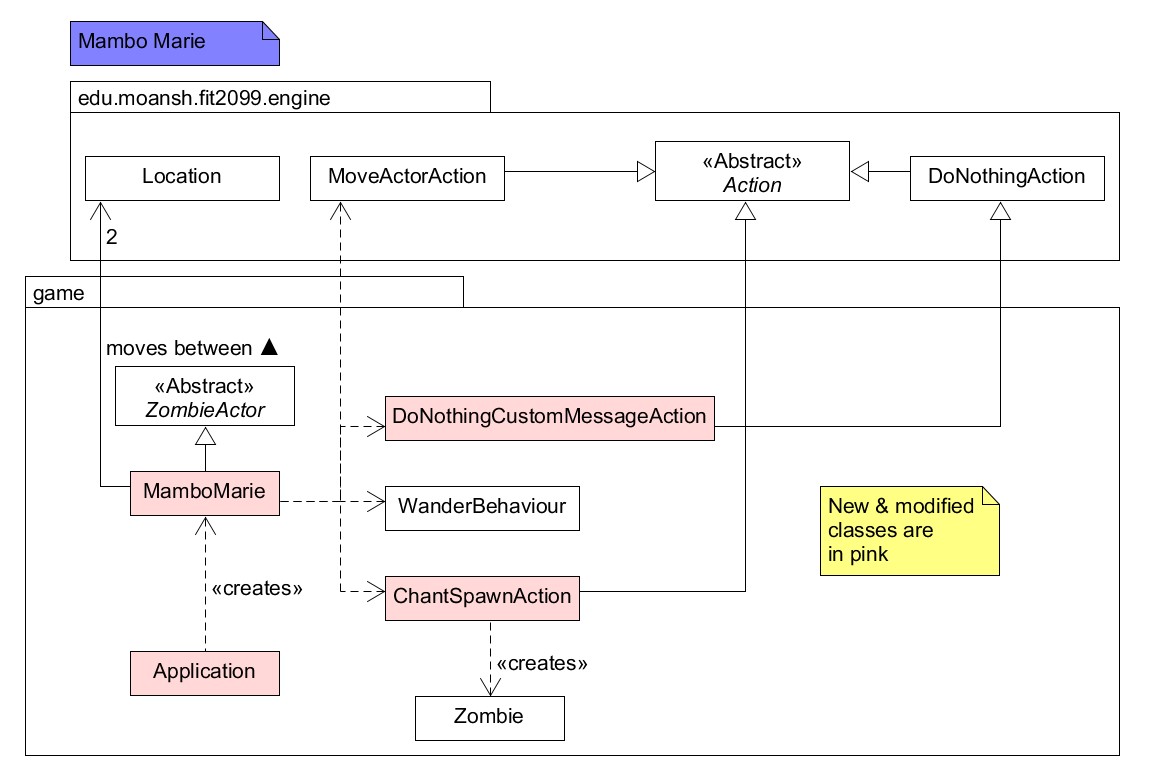 Mambo Marie
edu.moansh.fit2099.engine
Location
MoveActorAction
«Abstract»
Action
DoNothingAction
2
game
moves between ▲
«Abstract»
ZombieActor
DoNothingCustomMessageAction
MamboMarie
WanderBehaviour
New & modified
classes are
in pink
«creates»
ChantSpawnAction
Application
«creates»
Zombie